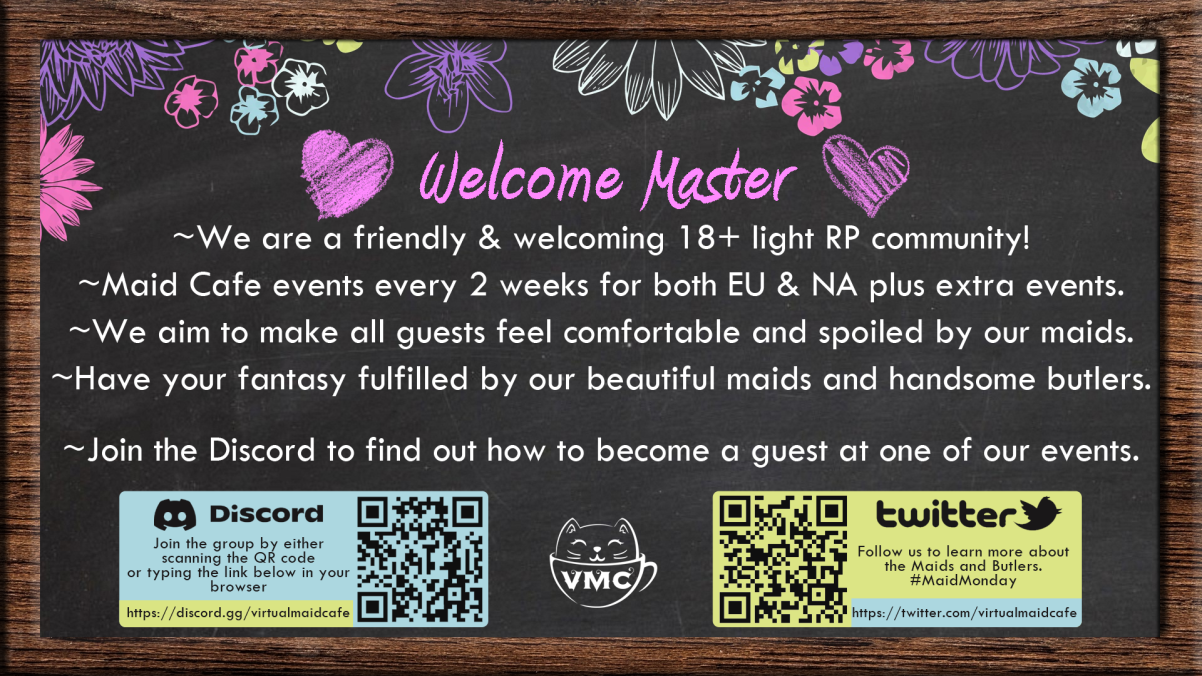 Welcome Master
~We are a friendly & welcoming 18+ light RP community!
~Maid Cafe events every 2 weeks for both EU & NA plus extra events.
~We aim to make all guests feel comfortable and spoiled by our maids.
~Have your fantasy fulfilled by our beautiful maids and handsome butlers.
~Join the Discord to find out how to become a guest at one of our events.
Discord
Join the group by either
scanning the QR code
or typing the link below in your
browser
https://discord.gg/virtualmaidcafe
VMC
twitter
Follow us to learn more about
the Maids and Butlers.
#MaidMonday
https://twitter.com/virtualmaidcafe